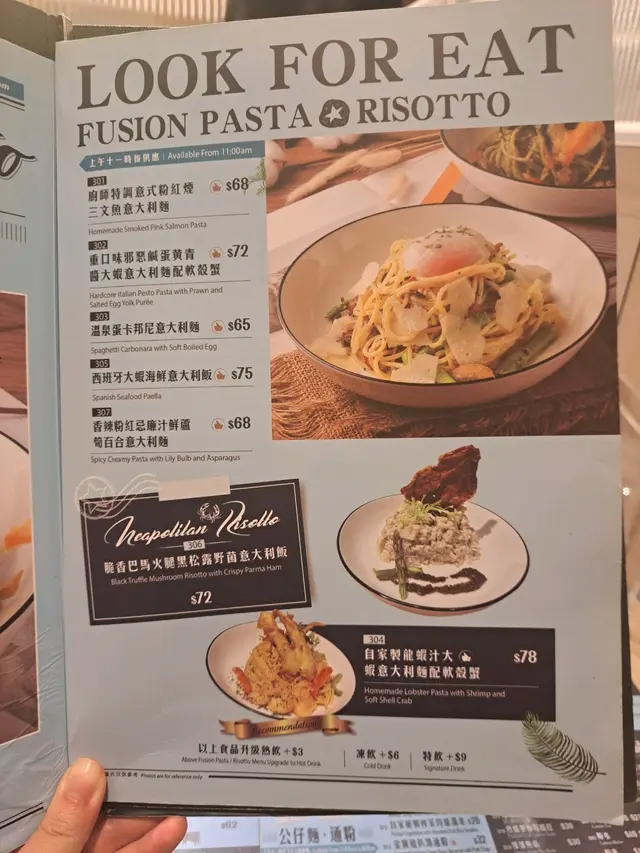 LOOK FOR EAT
FUSION PASTA RISOTTO
上午十一時後供應 | Available From 11:00am
301
廚師特調意式粉紅煙 $68
三文魚意大利麵
Homemade Smoked Pink Salmon Pasta
302
重口味邪惡鹹蛋黄青 $72
醬大蝦意大利麵配軟殼蟹
Hardcore Italian Pesto Pasta with Prawn and
Salted Egg Yolk Purée
303
溫泉蛋卡邦尼意大利麵 $65
Spaghetti Carbonara with Soft Boiled Egg
305
西班牙大蝦海鮮意大利飯 $75
Spanish Seafood Paella
307
香辣粉紅忌廉汁鮮蘆 $68
筍百合意大利麵
Spicy Creamy Pasta with Lily Bulb and Asparagus
Neapolitan Risotto
306
脆香巴馬火腿黑松露野菌意大利飯
Black Truffle Mushroom Risotto with Crispy Parma Ham
$72
304
自家製龍蝦汁大 $78
蝦意大利麵配軟殼蟹
Homemade Lobster Pasta with Shrimp and
Soft Shell Crab
Recommendation
以上食品升級熱飲 +$3 | 凍飲 +$6 | 特飲 +$9
Above Fusion Pasta / Risotto Menu Upgrade to Hot Drink Cold Drink Signature Drink
Photos are for reference only
$62
公仔麵·通粉